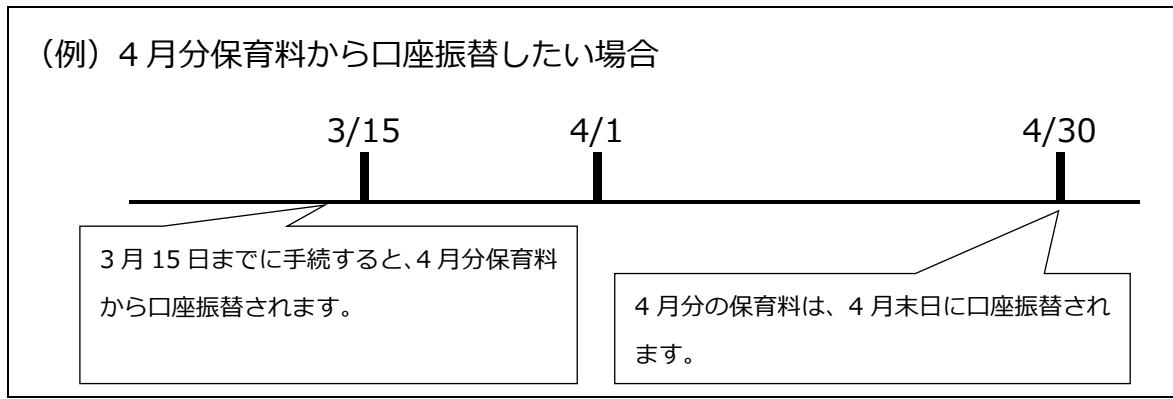 （例）４月分保育料から口座振替したい場合
3/15 4/1 4/30
３月 15 日までに手続すると、４月分保育料
から口座振替されます。
４月分の保育料は、４月末日に口座振替され
ます。